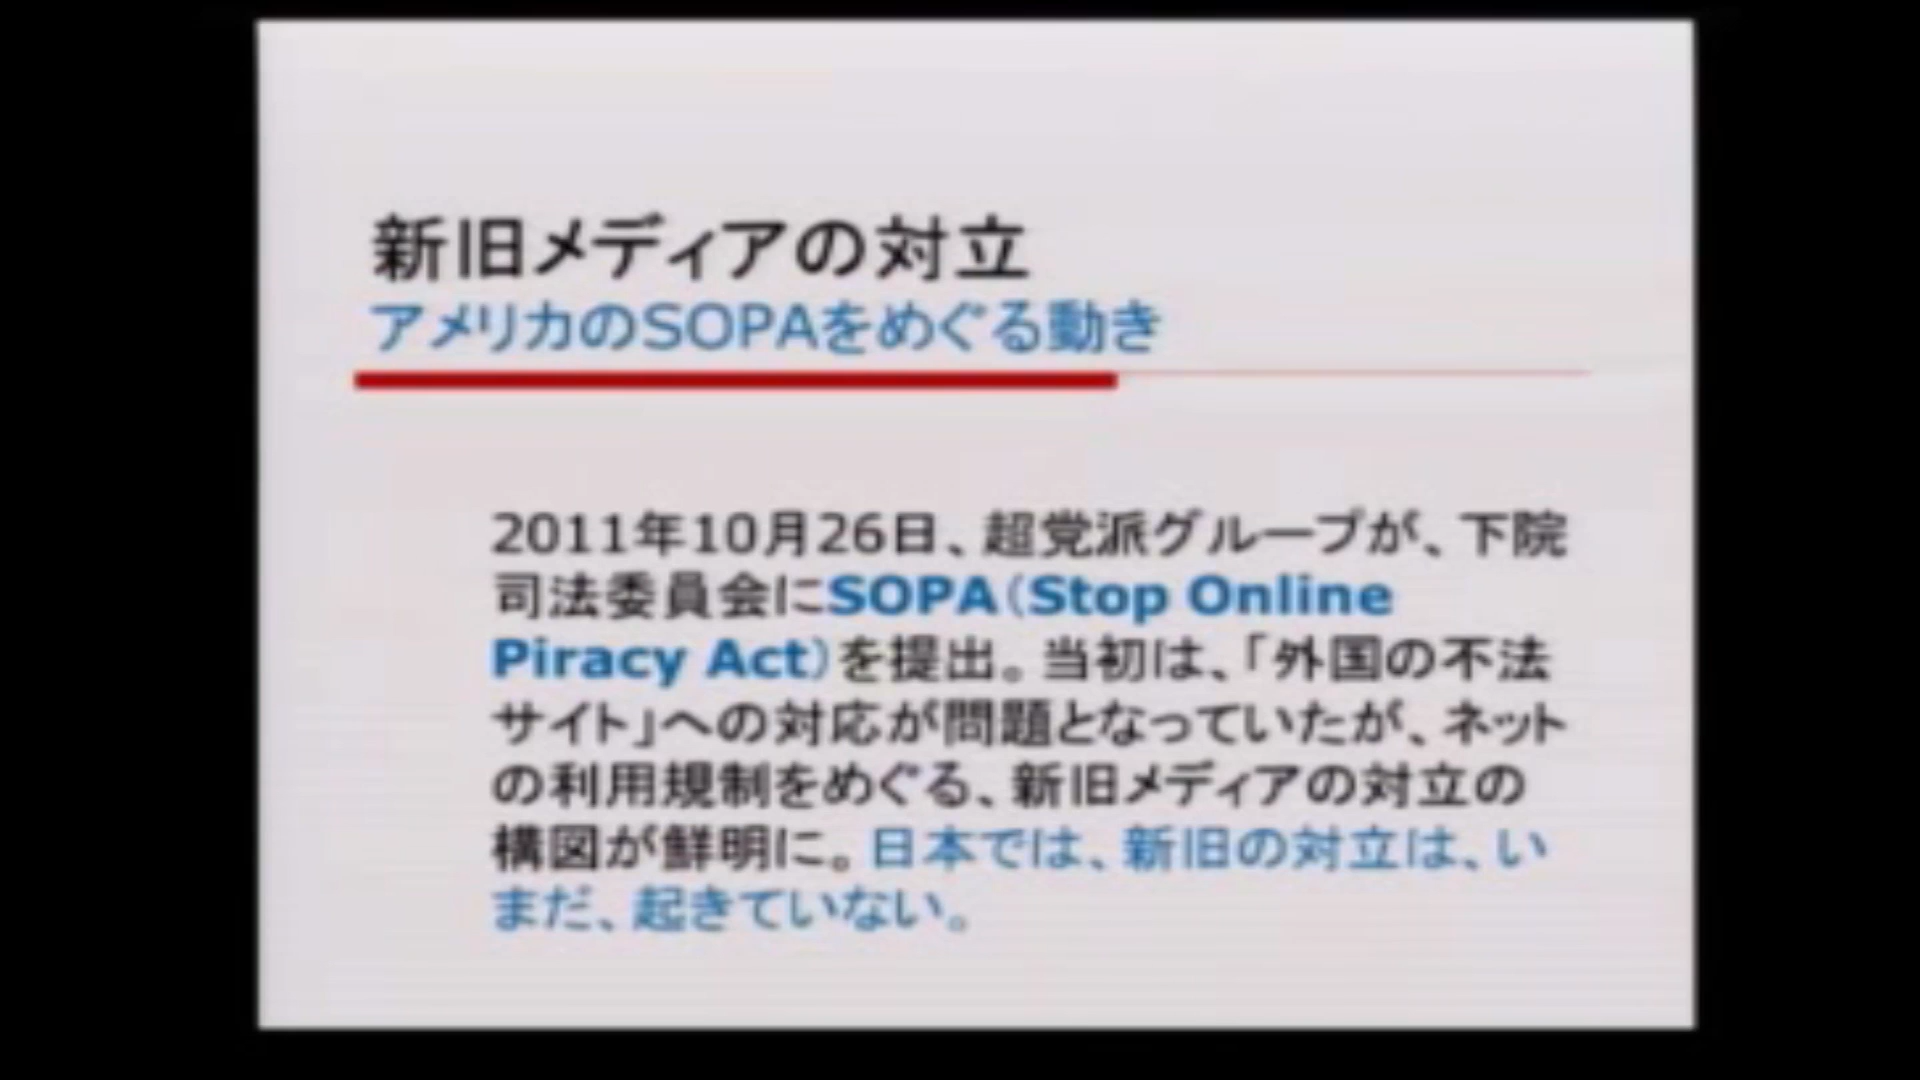 新旧メディアの対立
アメリカのSOPAをめぐる動き
2011年10月26日、超党派グループが、下院
司法委員会にSOPA（Stop Online
Piracy Act）を提出。当初は、「外国の不法
サイト」への対応が問題となっていたが、ネット
の利用規制をめぐる、新旧メディアの対立の
構図が鮮明に。日本では、新旧の対立は、い
まだ、起きていない。